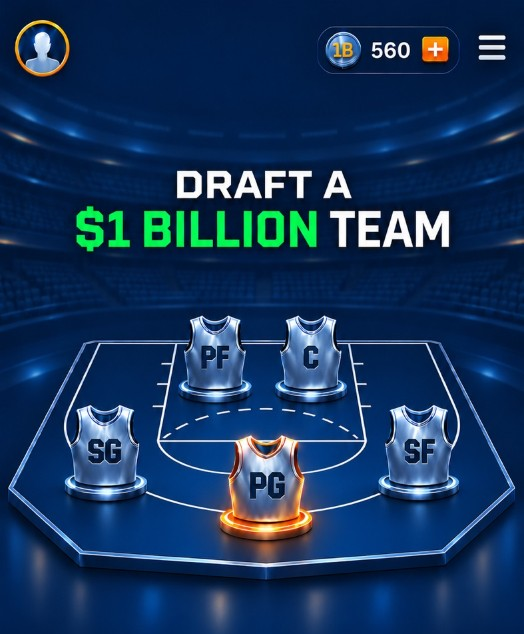 1B 560 +
DRAFT A
$1 BILLION TEAM
PF C
SG SF
PG